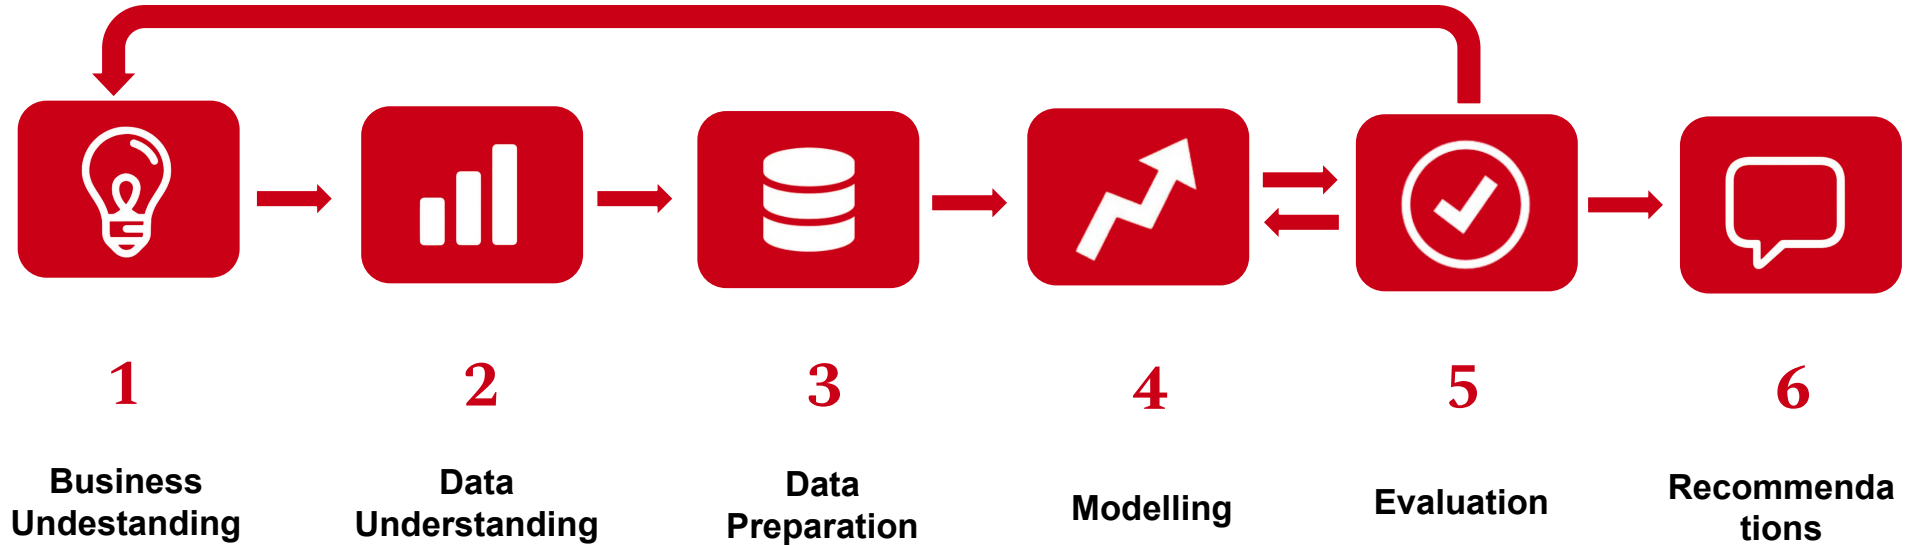 1
2
3
4
5
6
Business
Undestanding
Data
Understanding
Data
Preparation
Modelling
Evaluation
Recommenda
tions